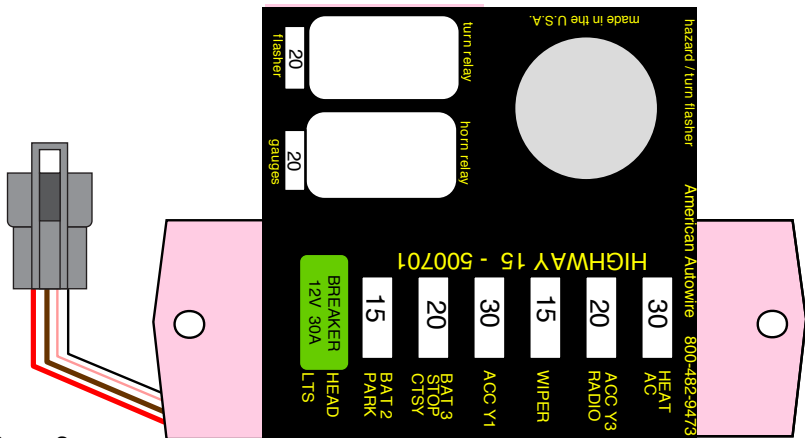 made in the U.S.A.
hazard / turn flasher
turn relay
20
flasher
horn relay
20
gauges
American Autowire 800-482-9473
HIGHWAY 15 - 500701
BREAKER
12V 30A
HEAD
LTS
15
BAT 2
PARK
20
BAT 3
STOP
CTSY
30
ACC Y1
15
WIPER
20
ACC Y3
RADIO
30
HEAT
AC